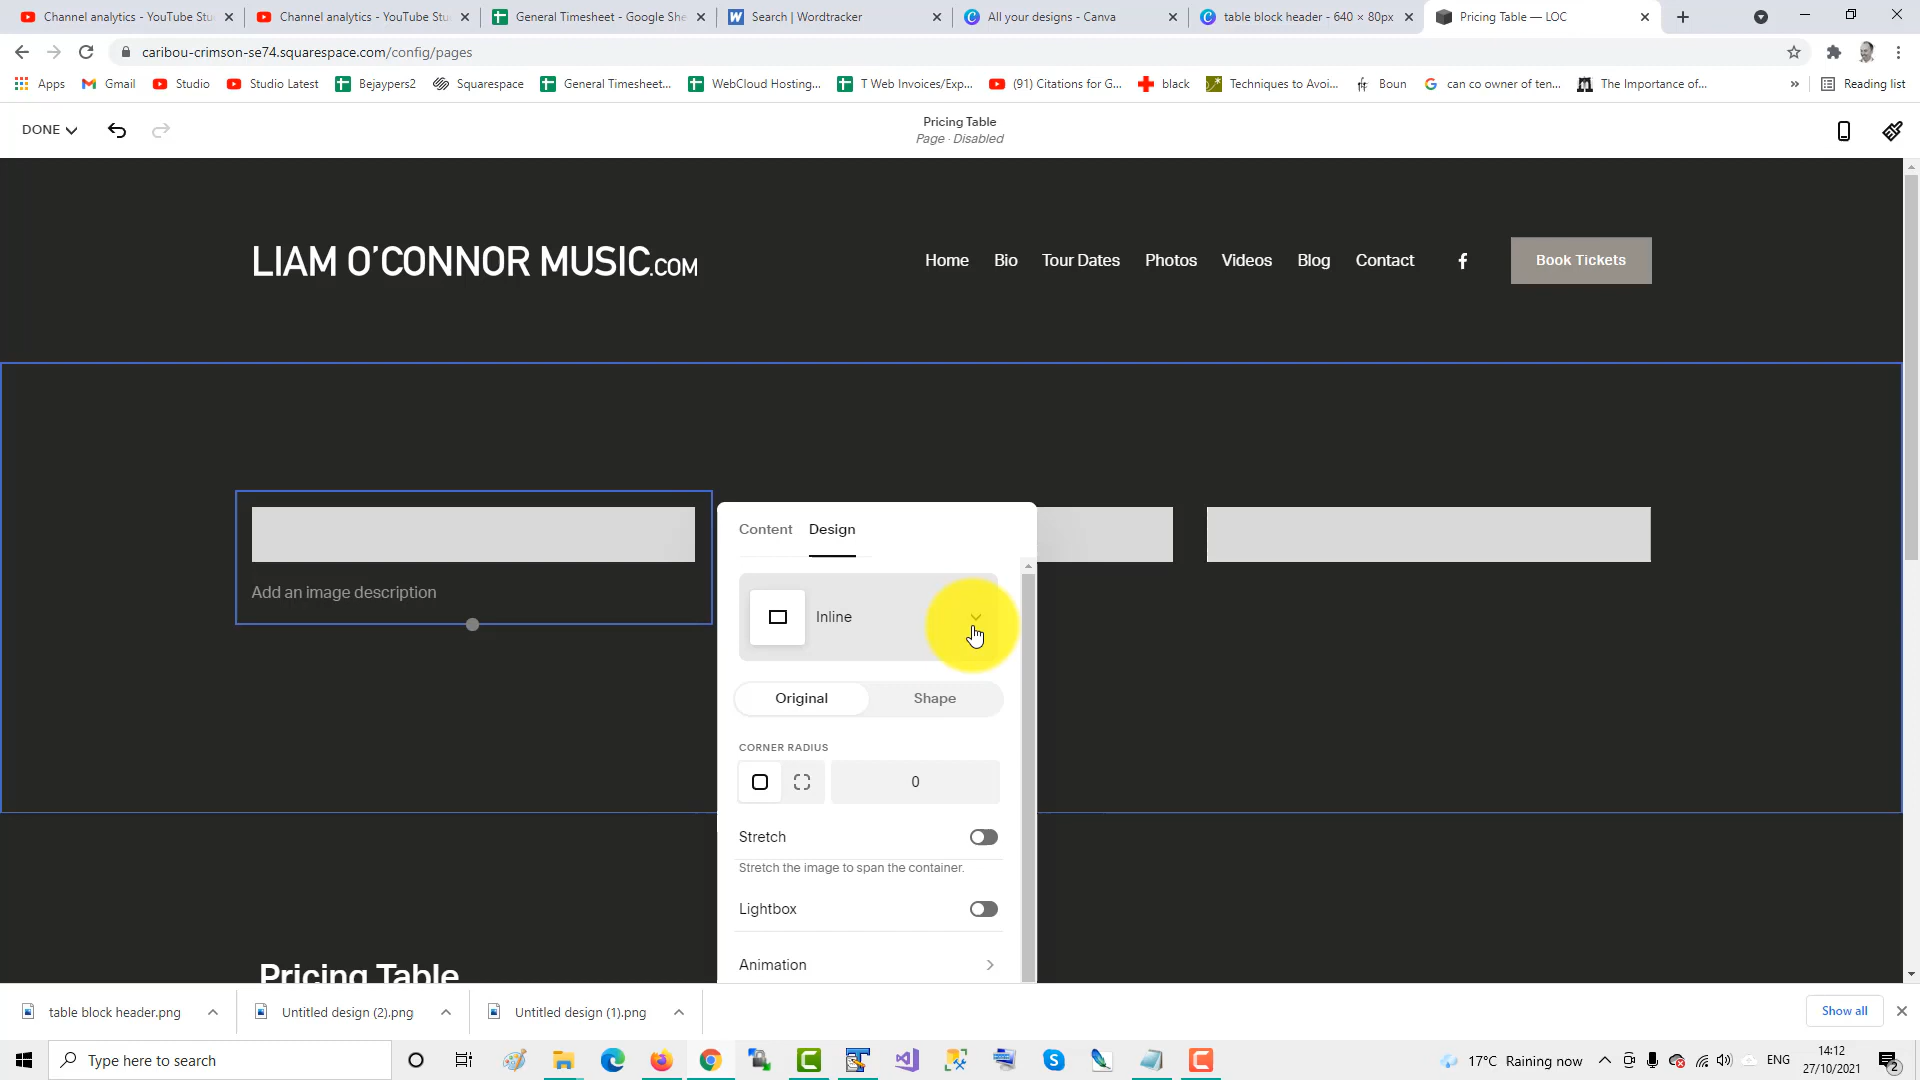 Channel analytics - YouTube Stu
Channel analytics - YouTube Stu
General Timesheet - Google She
Search | Wordtracker
All your designs - Canva
table block header - 640 × 80px
Pricing Table — LOC
caribou-crimson-se74.squarespace.com/config/pages
Apps
Gmail
Studio
Studio Latest
Bejaypers2
Squarespace
General Timesheet...
WebCloud Hosting...
T Web Invoices/Exp...
(91) Citations for G...
black
Techniques to Avoi...
Boun
can co owner of ten...
The Importance of...
Reading list
DONE
Pricing Table
Page · Disabled
LIAM O'CONNOR MUSIC.COM
Home
Bio
Tour Dates
Photos
Videos
Blog
Contact
Book Tickets
Content
Design
Add an image description
Inline
Original
Shape
CORNER RADIUS
0
Stretch
Stretch the image to span the container.
Lightbox
Animation
Pricing Table
table block header.png
Untitled design (2).png
Untitled design (1).png
Show all
Type here to search
17°C Raining now
ENG
14:12
27/10/2021
2